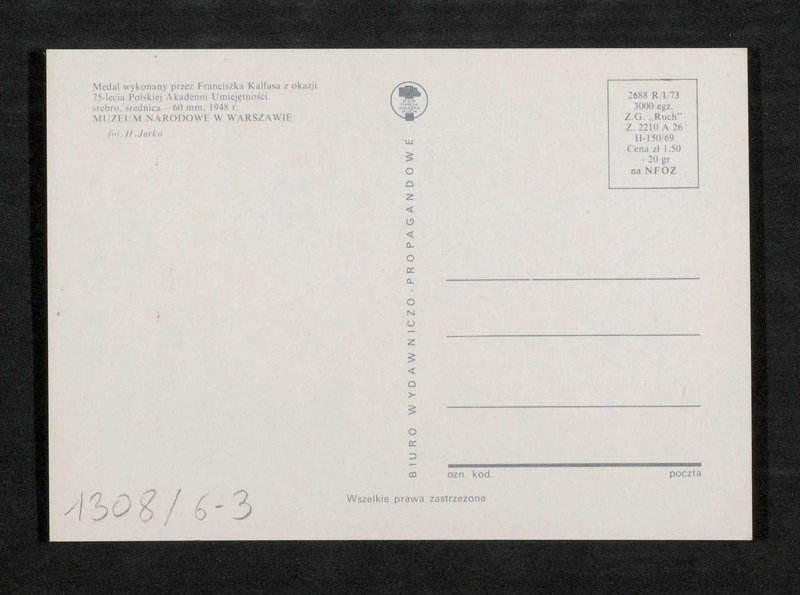 Medal wykonany przez Franciszka Kalfasa z okazji
75-lecia Polskiej Akademii Umiejętności.
srebro, średnica - 60 mm, 1948 r.
MUZEUM NARODOWE W WARSZAWIE
fot. H. Jurko
BIURO WYDAWNICZO-PROPAGANDOWE
2688 R/I/73
3000 egz.
Z.G. „Ruch"
Z. 2210 A 26
II-150/69
Cena zł 1,50
- 20 gr
na NFOZ
ozn. kod.
poczta
Wszelkie prawa zastrzeżone
1308/6-3